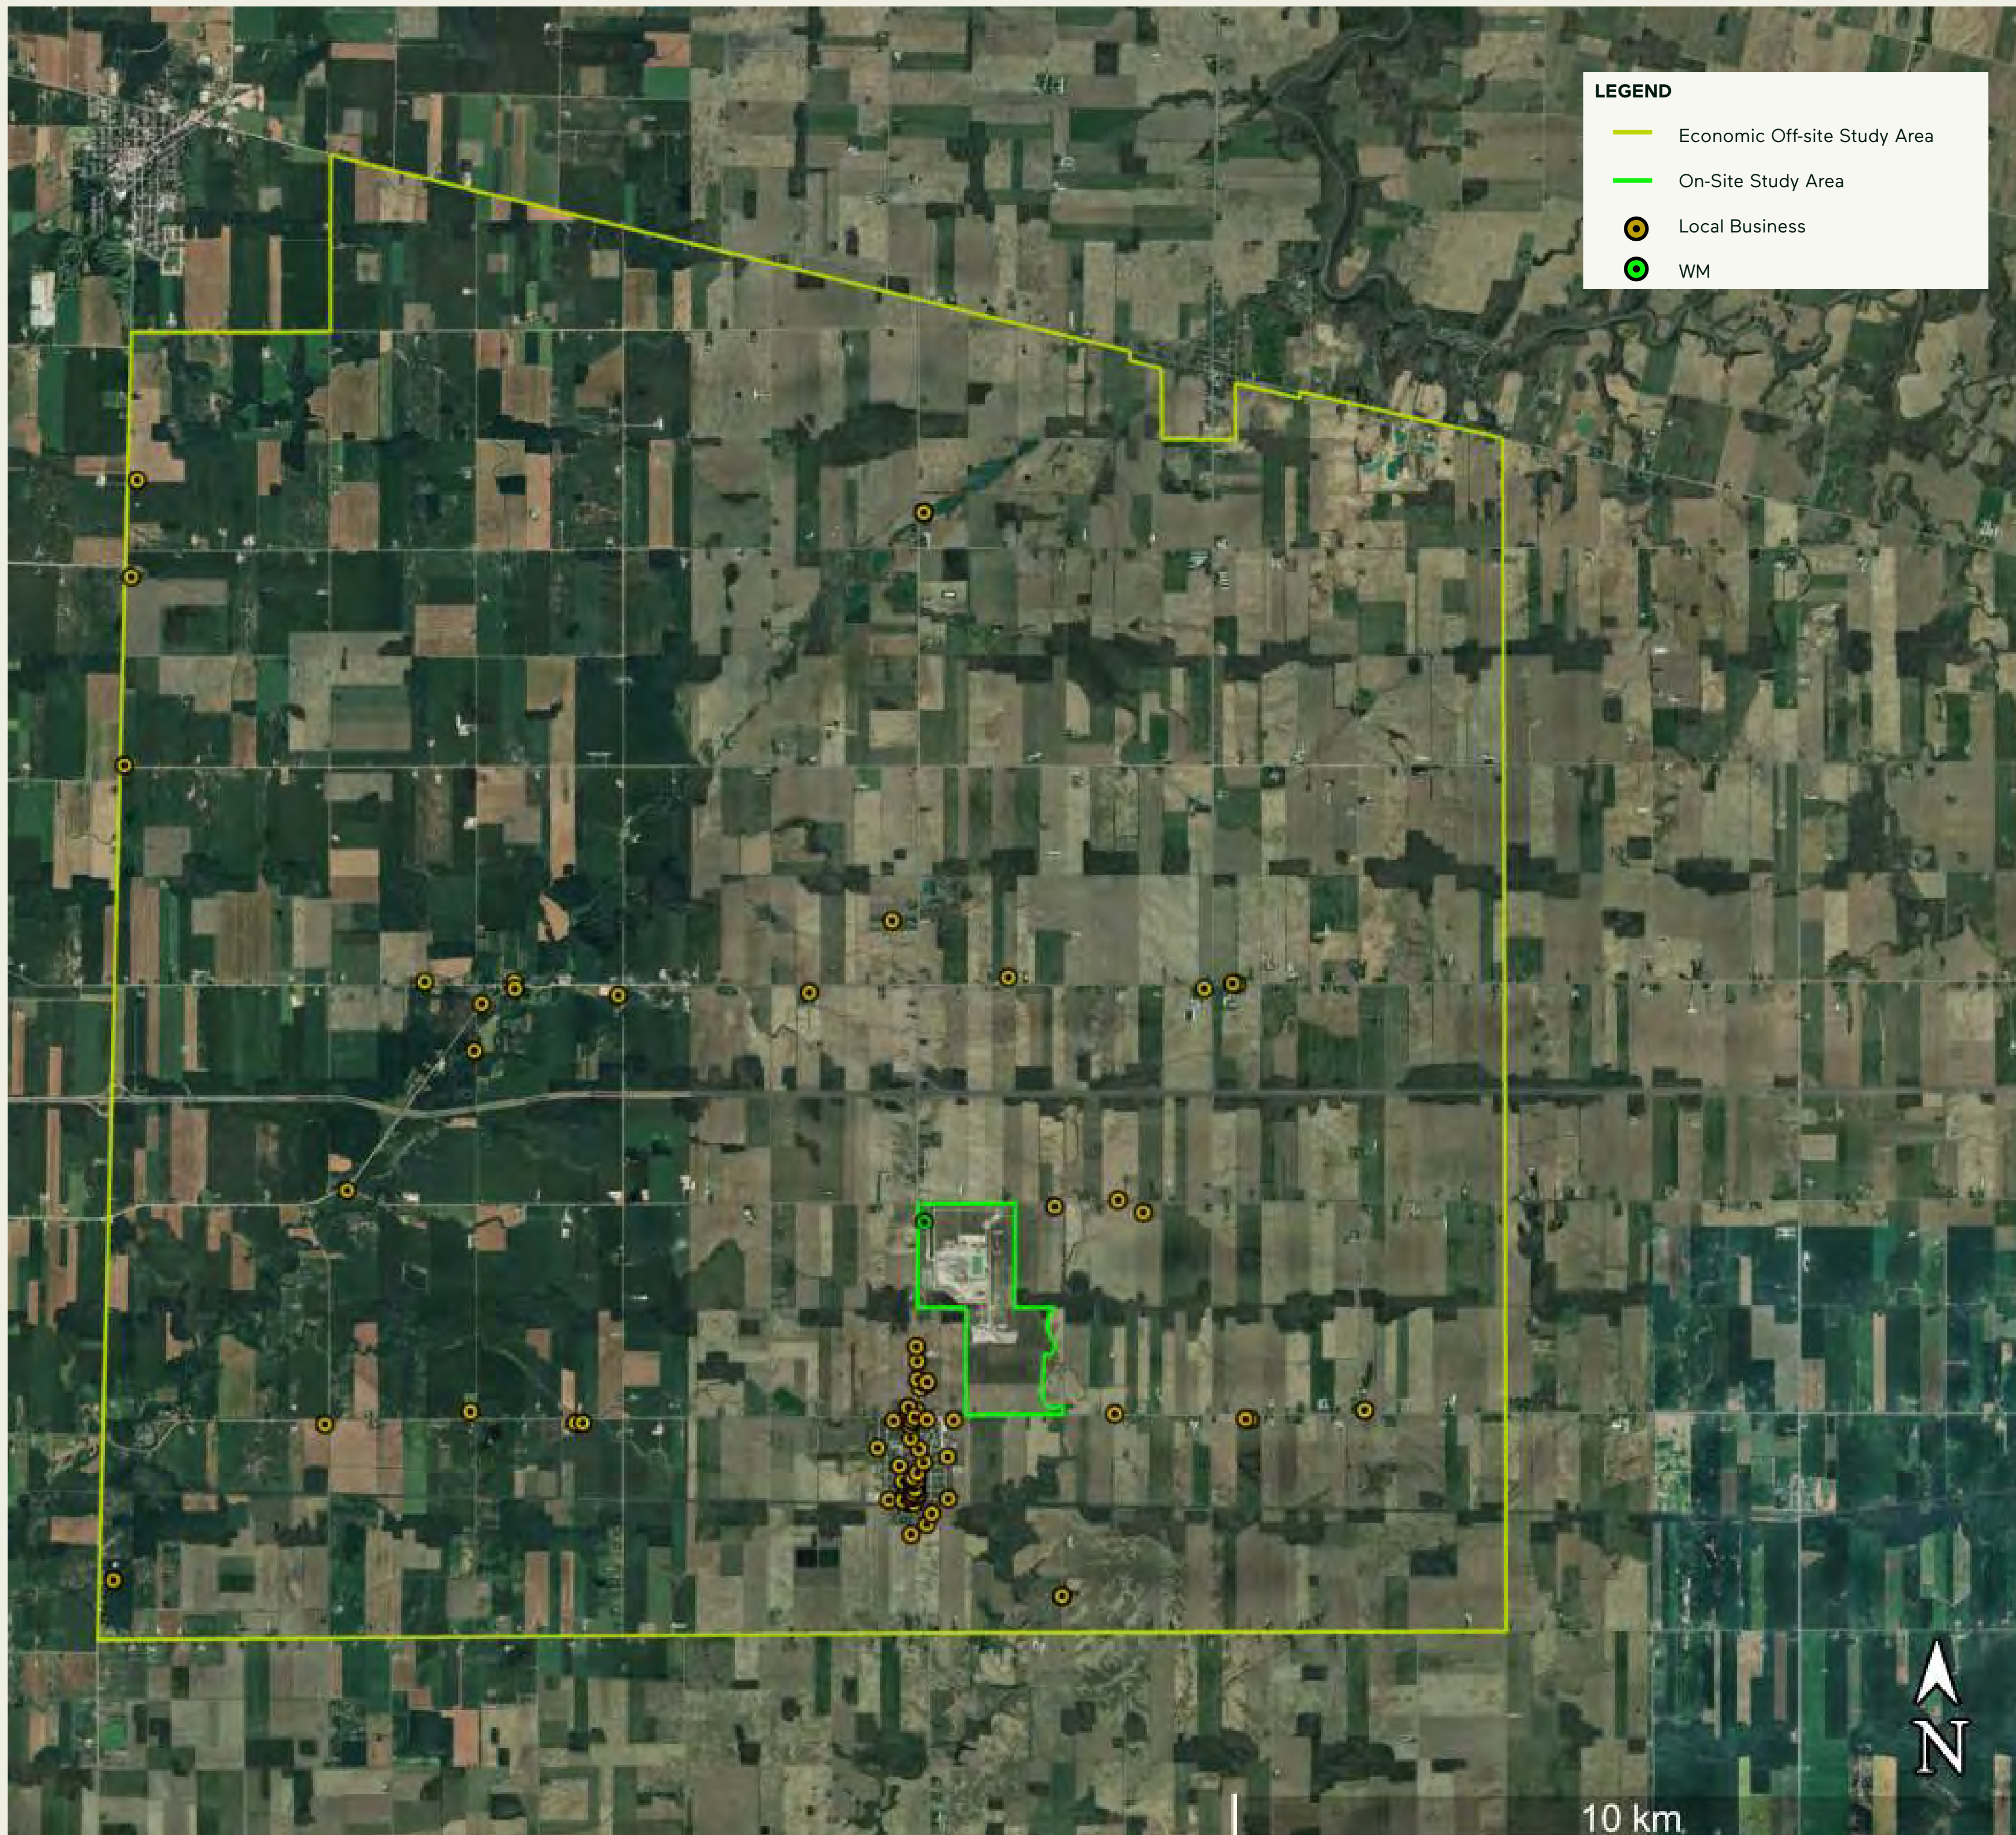 LEGEND
Economic Off-site Study Area
On-Site Study Area
Local Business
WM
N
10 km